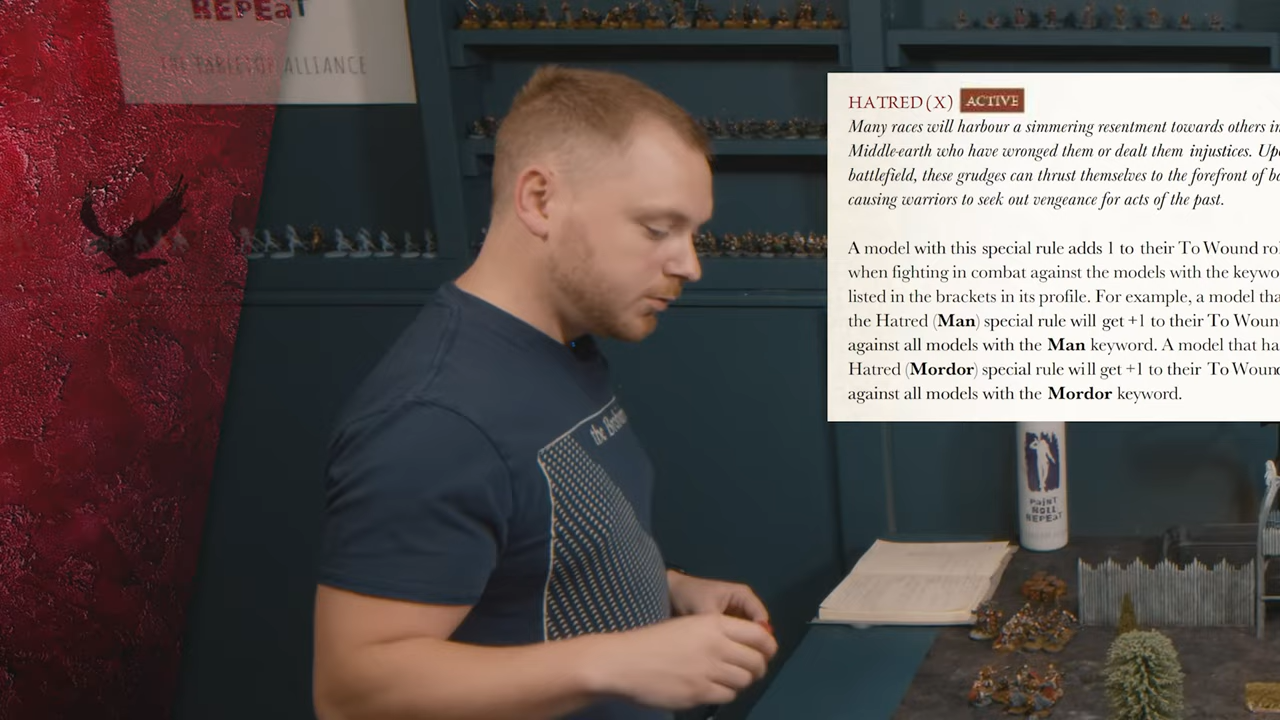 REPEaT
THE TABLETOP ALLIANCE
HATRED (X) ACTIVE
Many races will harbour a simmering resentment towards others in
Middle-earth who have wronged them or dealt them injustices. Upo
battlefield, these grudges can thrust themselves to the forefront of ba
causing warriors to seek out vengeance for acts of the past.
A model with this special rule adds 1 to their To Wound ro
when fighting in combat against the models with the keywo
listed in the brackets in its profile. For example, a model tha
the Hatred (Man) special rule will get +1 to their To Woun
against all models with the Man keyword. A model that ha
Hatred (Mordor) special rule will get +1 to their To Wound
against all models with the Mordor keyword.
PaiNT
ROLL
REPEaT